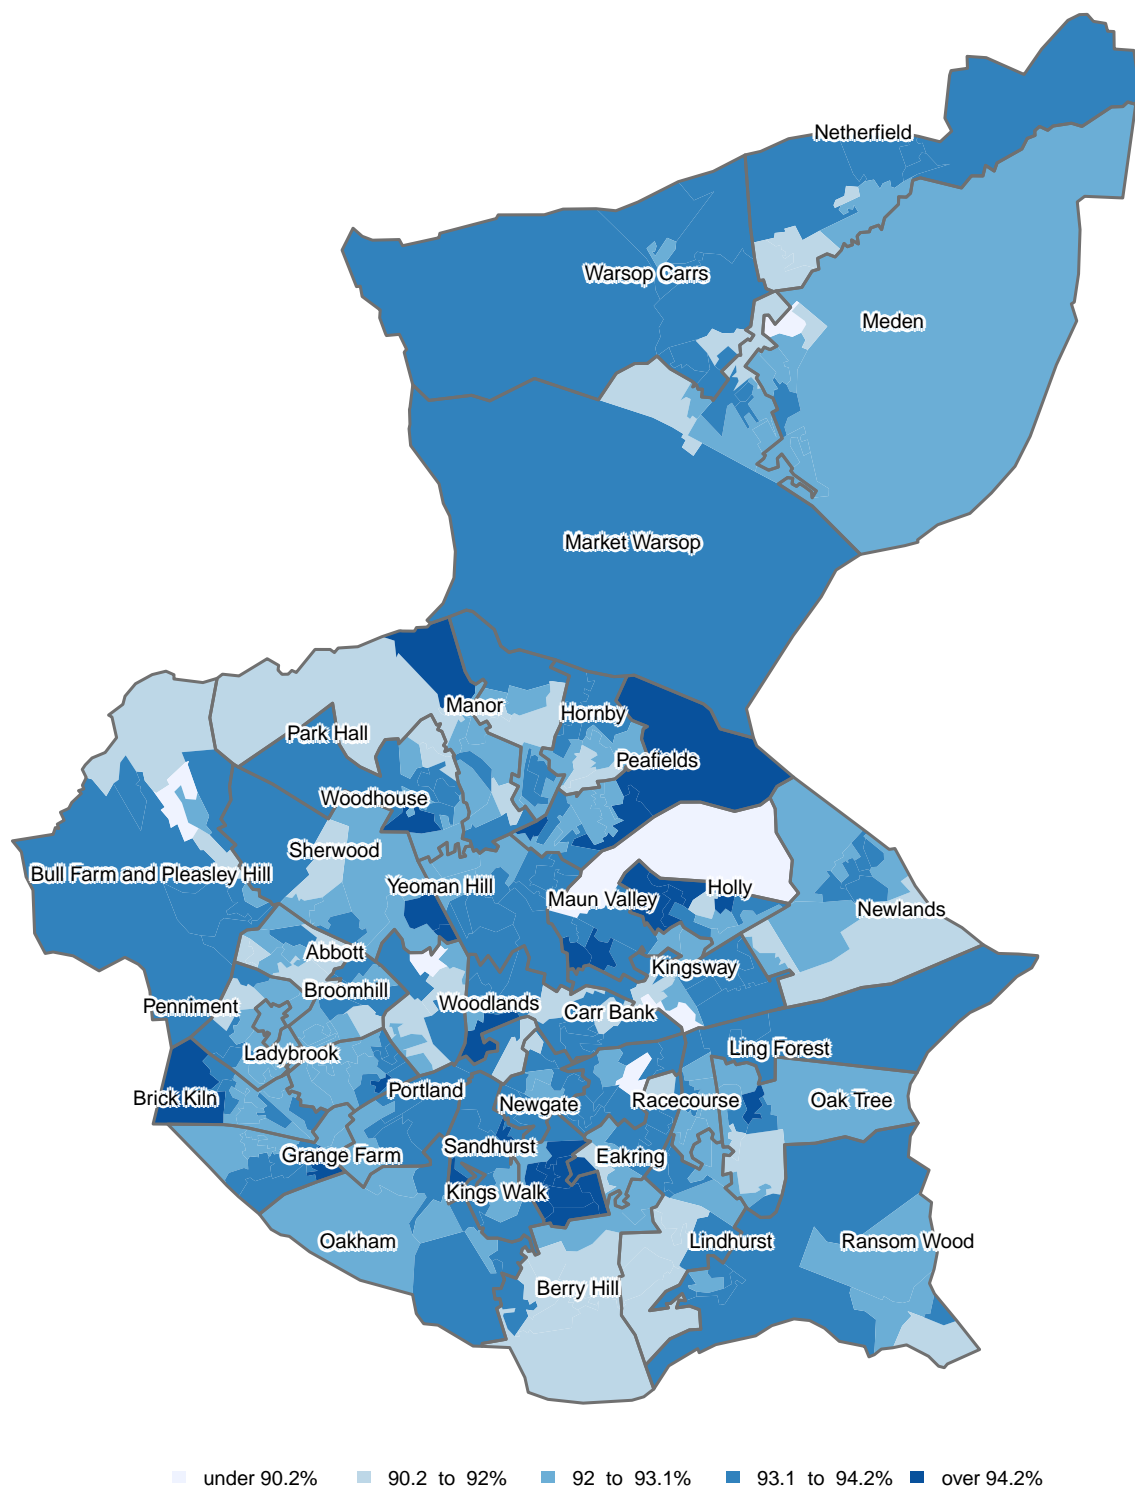 Netherfield
Warsop Carrs
Meden
Market Warsop
Manor
Hornby
Park Hall
Peafields
Woodhouse
Sherwood
Bull Farm and Pleasley Hill
Yeoman Hill
Maun Valley
Holly
Newlands
Abbott
Kingsway
Broomhill
Penniment
Woodlands
Carr Bank
Ladybrook
Ling Forest
Brick Kiln
Portland
Newgate
Racecourse
Oak Tree
Sandhurst
Grange Farm
Eakring
Kings Walk
Oakham
Lindhurst
Ransom Wood
Berry Hill
under 90.2% 90.2 to 92% 92 to 93.1% 93.1 to 94.2% over 94.2%